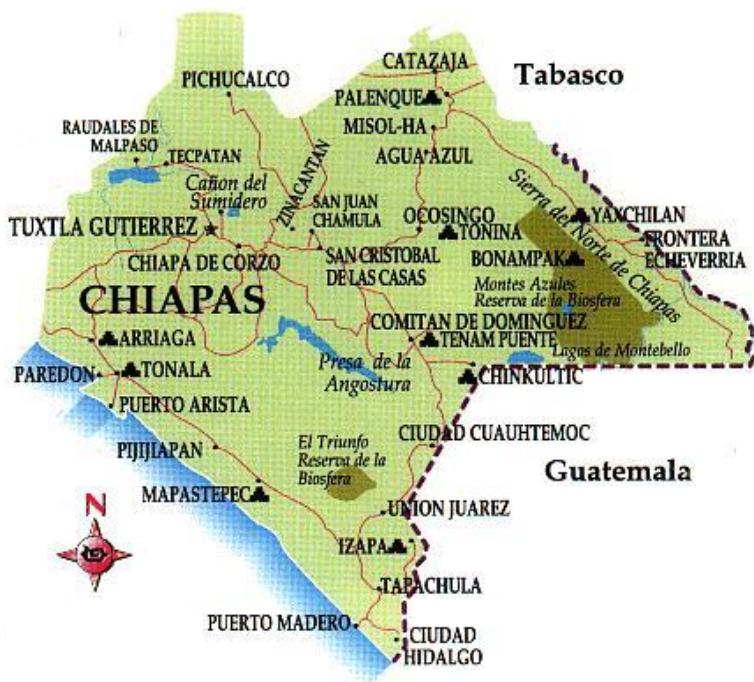 CATAZAJA
Tabasco
PICHUCALCO
PALENQUE
MISOL-HA
RAUDALES DE
MALPASO
TECPATAN
AGUA AZUL
Cañon del
Sumidero
ZINACANTAN
SAN JUAN
CHAMULA
OCOSINGO
TONINA
Sierra del Norte de Chiapas
YAXCHILAN
FRONTERA
ECHEVERRIA
TUXTLA GUTIERREZ
CHIAPA DE CORZO
SAN CRISTOBAL
DE LAS CASAS
BONAMPAK
Montes Azules
Reserva de la Biosfera
CHIAPAS
COMITAN DE DOMINGUEZ
ARRIAGA
TENAM PUENTE
Lagos de Montebello
Presa de la
Angostura
PAREDON
TONALA
CHINKULTIC
PUERTO ARISTA
PIJIJIAPAN
El Triunfo
Reserva de la
Biosfera
CIUDAD CUAUHTEMOC
Guatemala
MAPASTEPEC
UNION JUAREZ
N
IZAPA
TAPACHULA
PUERTO MADERO
CIUDAD
HIDALGO